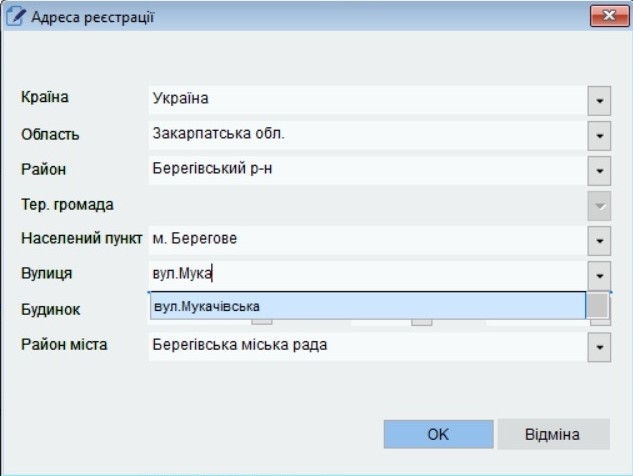 Адреса реєстрації
Країна Україна
Область Закарпатська обл.
Район Берегівський р-н
Тер. громада
Населений пункт м. Берегове
Вулиця вул.Мука
вул.Мукачівська
Будинок
Район міста Берегівська міська рада
OK Відміна